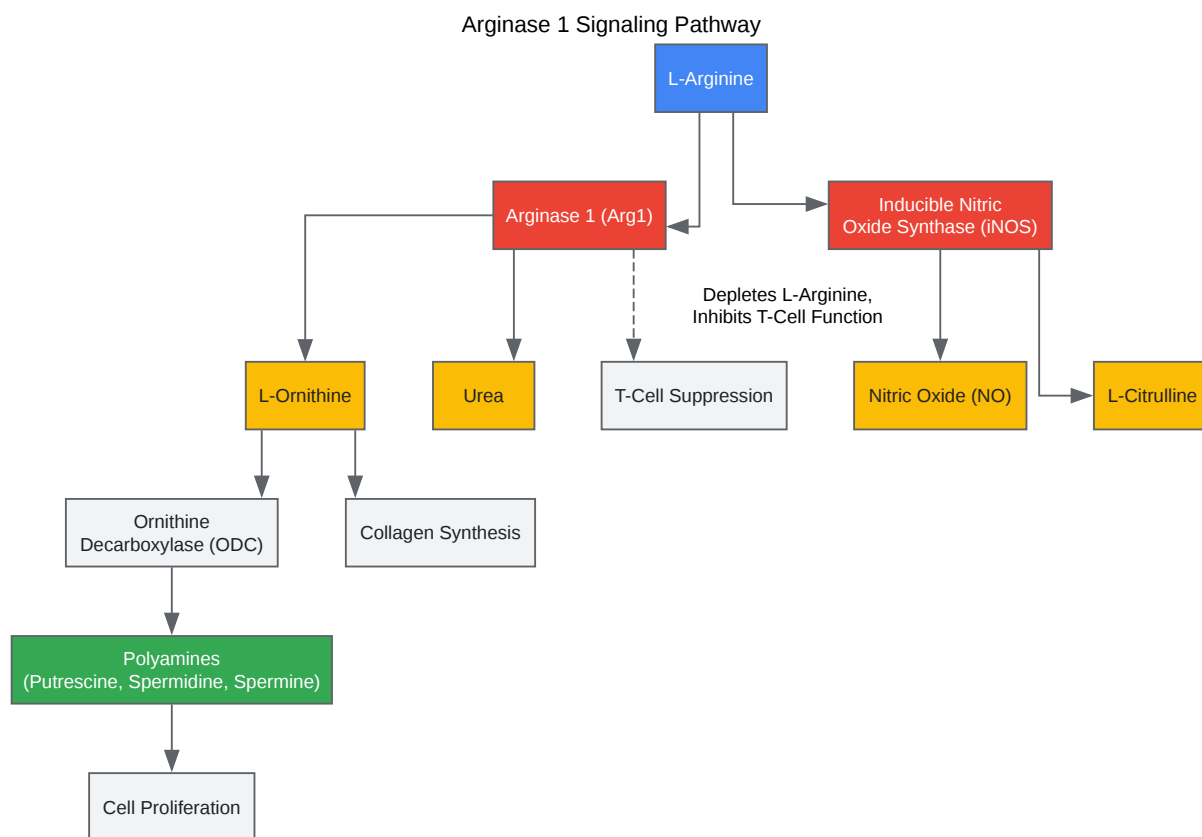 Arginase 1 Signaling Pathway
L-Arginine
Arginase 1 (Arg1)
Inducible Nitric
Oxide Synthase (iNOS)
Depletes L-Arginine,
Inhibits T-Cell Function
L-Ornithine
Urea
T-Cell Suppression
Nitric Oxide (NO)
L-Citrulline
Ornithine
Decarboxylase (ODC)
Collagen Synthesis
Polyamines
(Putrescine, Spermidine, Spermine)
Cell Proliferation